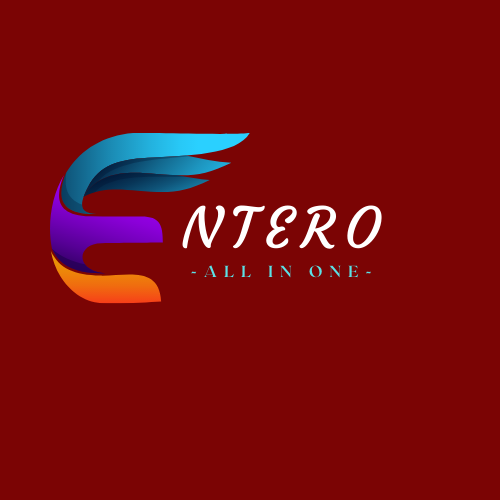 ENTERO
-ALL IN ONE-